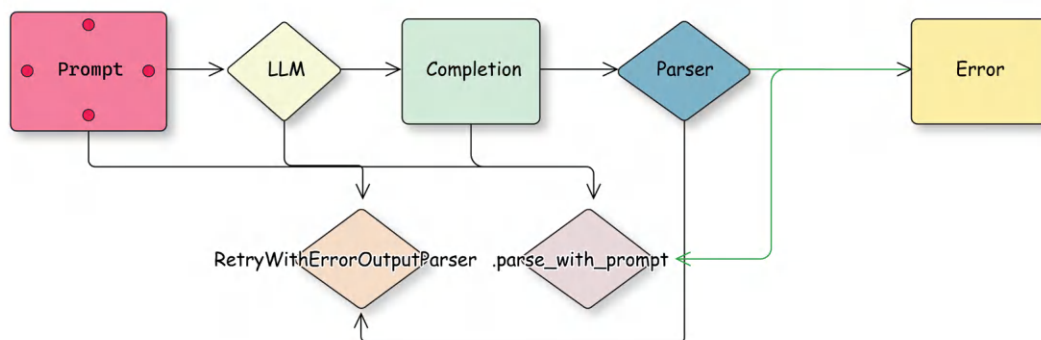 Prompt
LLM
Completion
Parser
Error
RetryWithErrorOutputParser
.parse_with_prompt